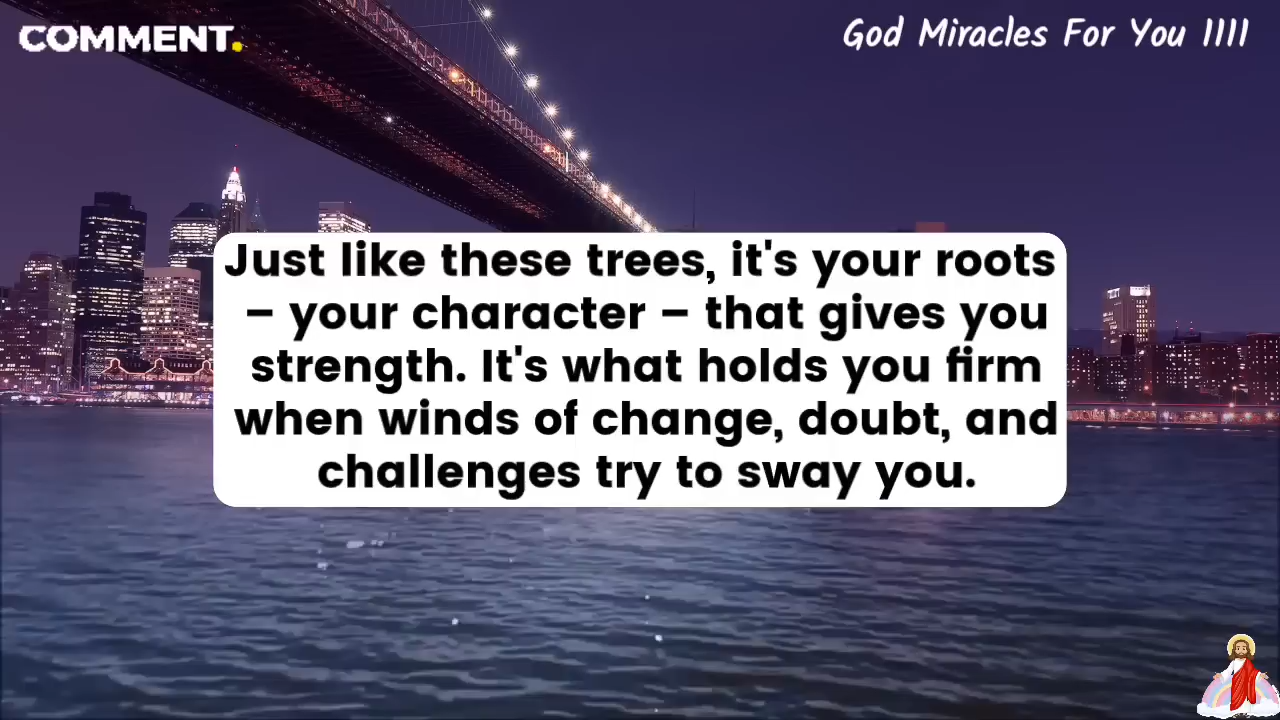 COMMENT.
God Miracles For You 1111
Just like these trees, it's your roots
– your character – that gives you
strength. It's what holds you firm
when winds of change, doubt, and
challenges try to sway you.